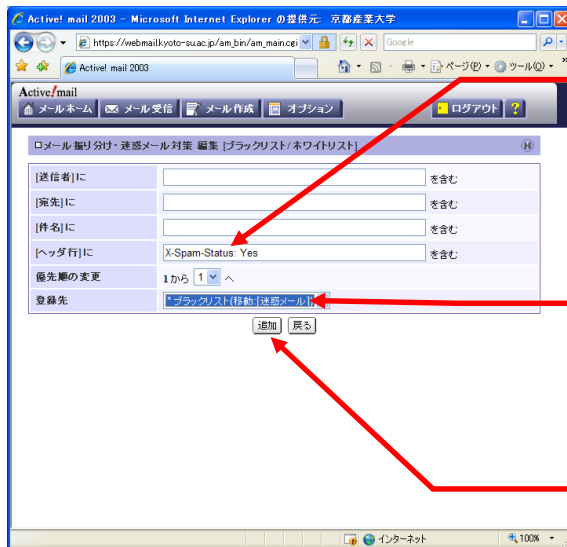 Active! mail 2003 - Microsoft Internet Explorer の提供元: 京都産業大学
https://webmail.kyoto-su.ac.jp/am_bin/am_main.cgi
Google
Active! mail 2003
ページ(P)
ツール(O)
Active!mail
メールホーム
メール受信
メール作成
オプション
ログアウト
?
ロメール振り分け・迷惑メール対策 編集 [ブラックリスト/ホワイトリスト]
H
[送信者]に
を含む
[宛先]に
を含む
[件名]に
を含む
[ヘッダ行]に
X-Spam-Status: Yes
を含む
優先順の変更
1から 1 へ
登録先
*ブラックリスト(移動:[迷惑メール])
追加
戻る
インターネット
100%